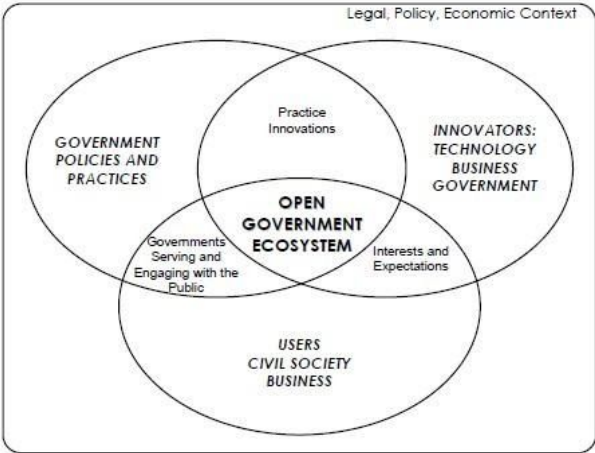 Legal, Policy, Economic Context
Practice
Innovations
GOVERNMENT
POLICIES AND
PRACTICES
INNOVATORS:
TECHNOLOGY
BUSINESS
GOVERNMENT
OPEN
GOVERNMENT
ECOSYSTEM
Governments
Serving and
Engaging with the
Public
Interests and
Expectations
USERS
CIVIL SOCIETY
BUSINESS